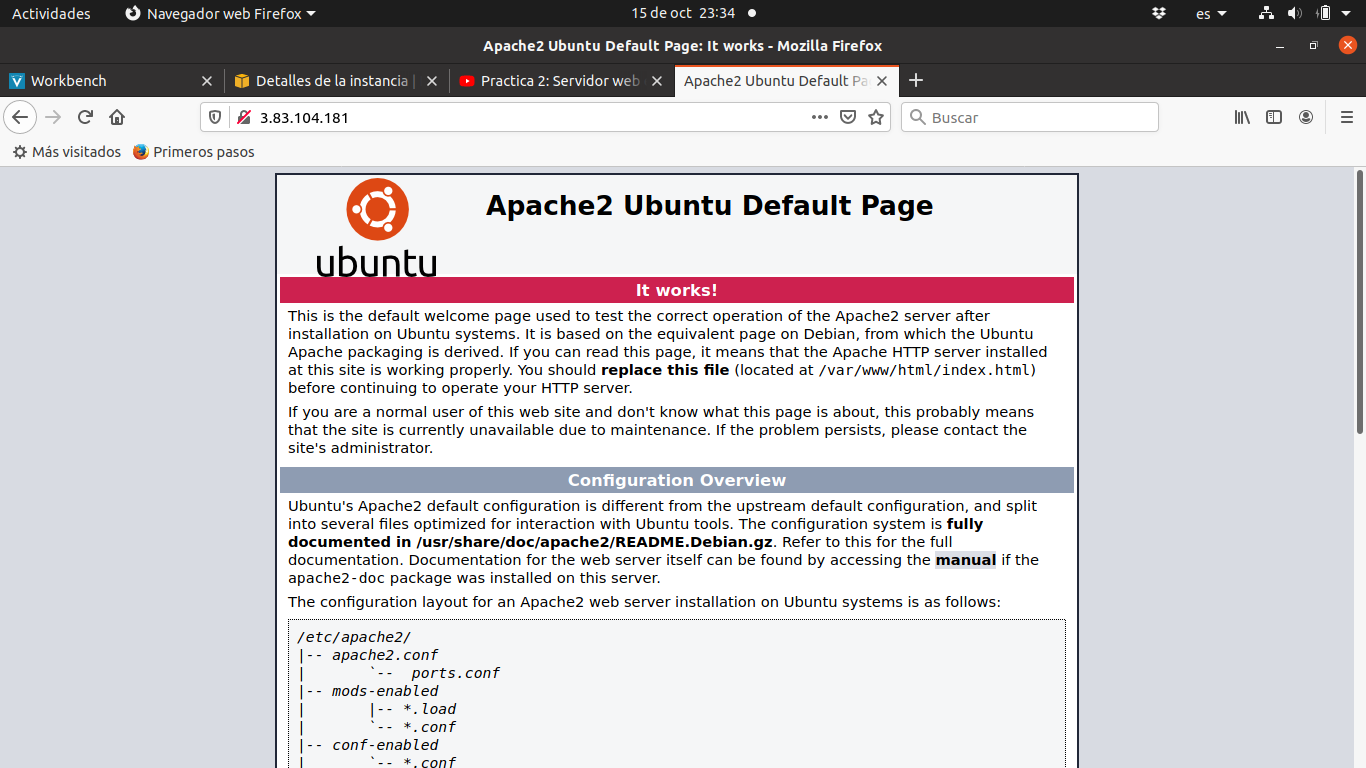 Actividades Navegador web Firefox 15 de oct 23:34 es
Apache2 Ubuntu Default Page: It works - Mozilla Firefox
Workbench Detalles de la instancia | Practica 2: Servidor web Apache2 Ubuntu Default Pa
3.83.104.181 Buscar
Más visitados Primeros pasos
Apache2 Ubuntu Default Page
ubuntu
It works!
This is the default welcome page used to test the correct operation of the Apache2 server after
installation on Ubuntu systems. It is based on the equivalent page on Debian, from which the Ubuntu
Apache packaging is derived. If you can read this page, it means that the Apache HTTP server installed
at this site is working properly. You should replace this file (located at /var/www/html/index.html)
before continuing to operate your HTTP server.
If you are a normal user of this web site and don't know what this page is about, this probably means
that the site is currently unavailable due to maintenance. If the problem persists, please contact the
site's administrator.
Configuration Overview
Ubuntu's Apache2 default configuration is different from the upstream default configuration, and split
into several files optimized for interaction with Ubuntu tools. The configuration system is fully
documented in /usr/share/doc/apache2/README.Debian.gz. Refer to this for the full
documentation. Documentation for the web server itself can be found by accessing the manual if the
apache2-doc package was installed on this server.
The configuration layout for an Apache2 web server installation on Ubuntu systems is as follows:
/etc/apache2/
|-- apache2.conf
|       `--  ports.conf
|-- mods-enabled
|       |-- *.load
|       `-- *.conf
|-- conf-enabled
|       `-- *.conf